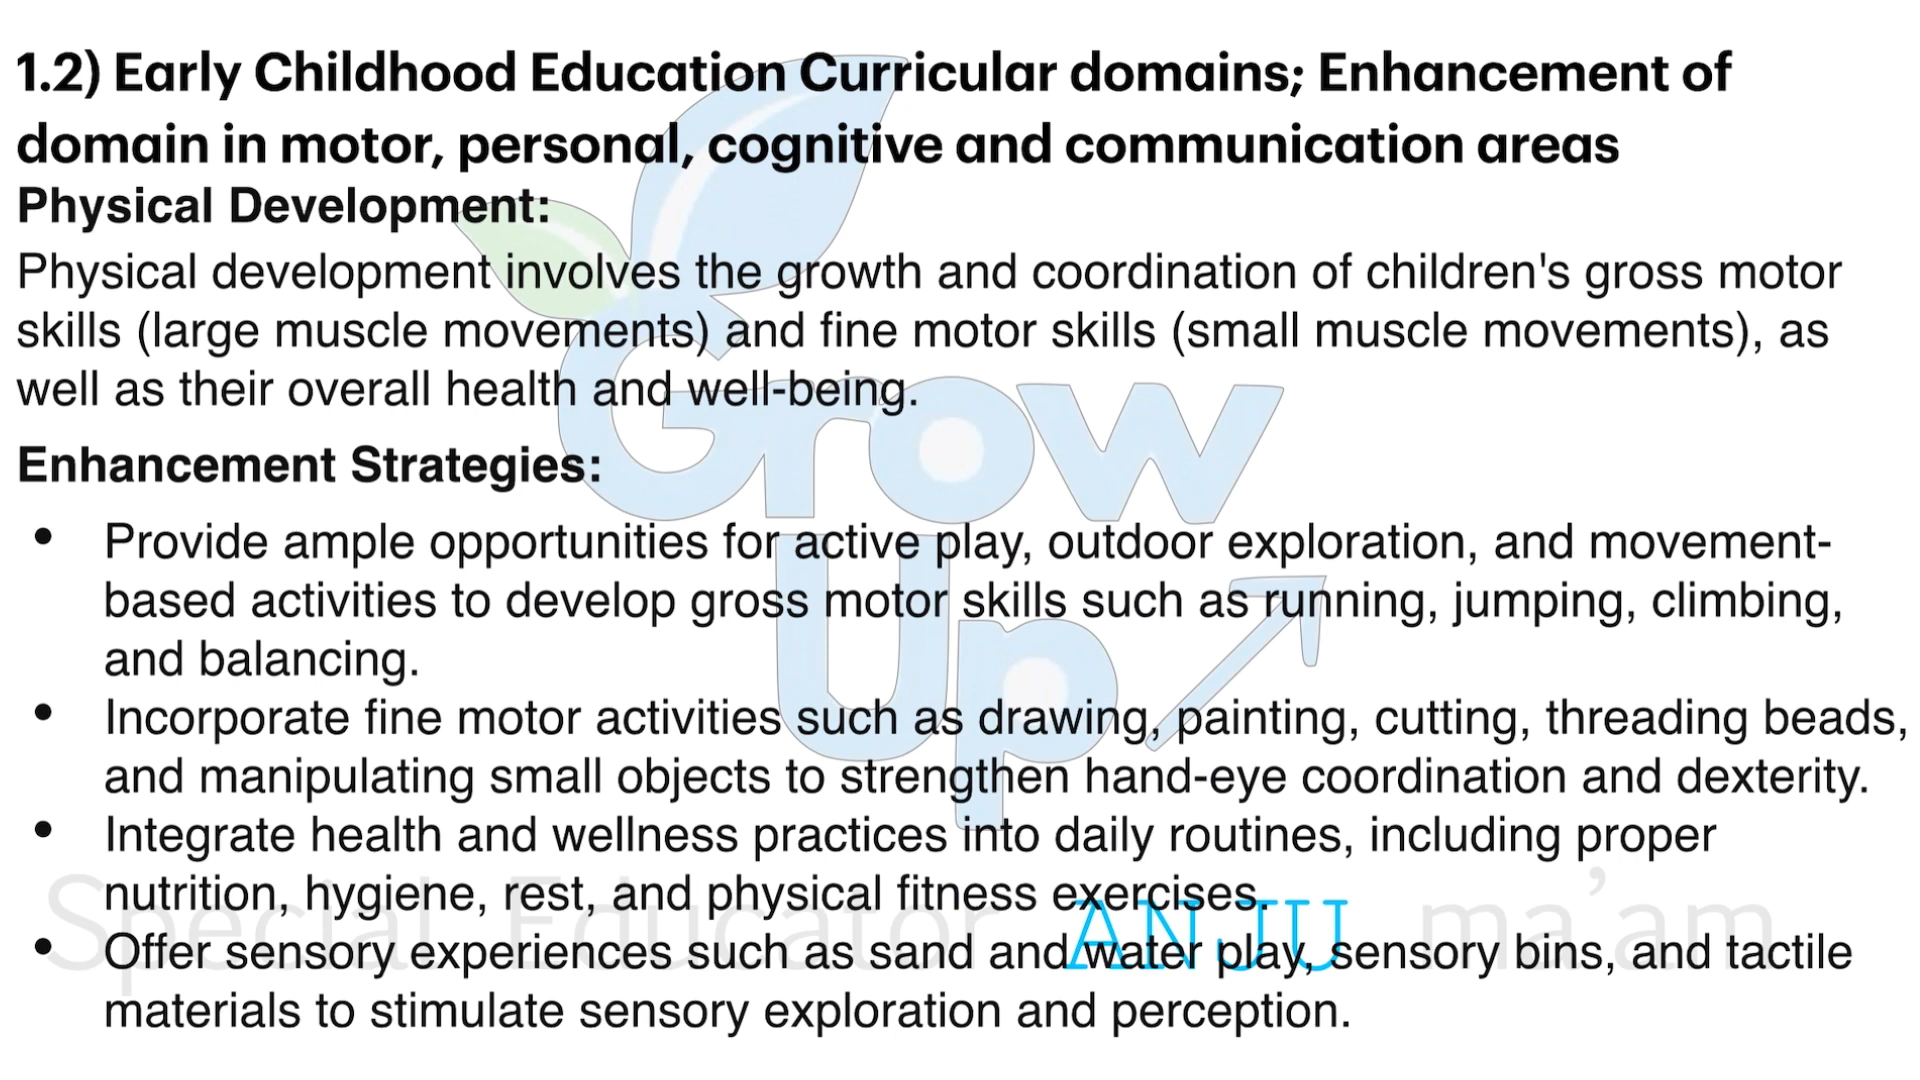 1.2) Early Childhood Education Curricular domains; Enhancement of
domain in motor, personal, cognitive and communication areas
Physical Development:
Physical development involves the growth and coordination of children's gross motor
skills (large muscle movements) and fine motor skills (small muscle movements), as
well as their overall health and well-being.
Enhancement Strategies:
• Provide ample opportunities for active play, outdoor exploration, and movement-
based activities to develop gross motor skills such as running, jumping, climbing,
and balancing.
• Incorporate fine motor activities such as drawing, painting, cutting, threading beads,
and manipulating small objects to strengthen hand-eye coordination and dexterity.
• Integrate health and wellness practices into daily routines, including proper
nutrition, hygiene, rest, and physical fitness exercises.
• Offer sensory experiences such as sand and water play, sensory bins, and tactile
materials to stimulate sensory exploration and perception.
Grow
Up
Special Educator ANJU ma'am